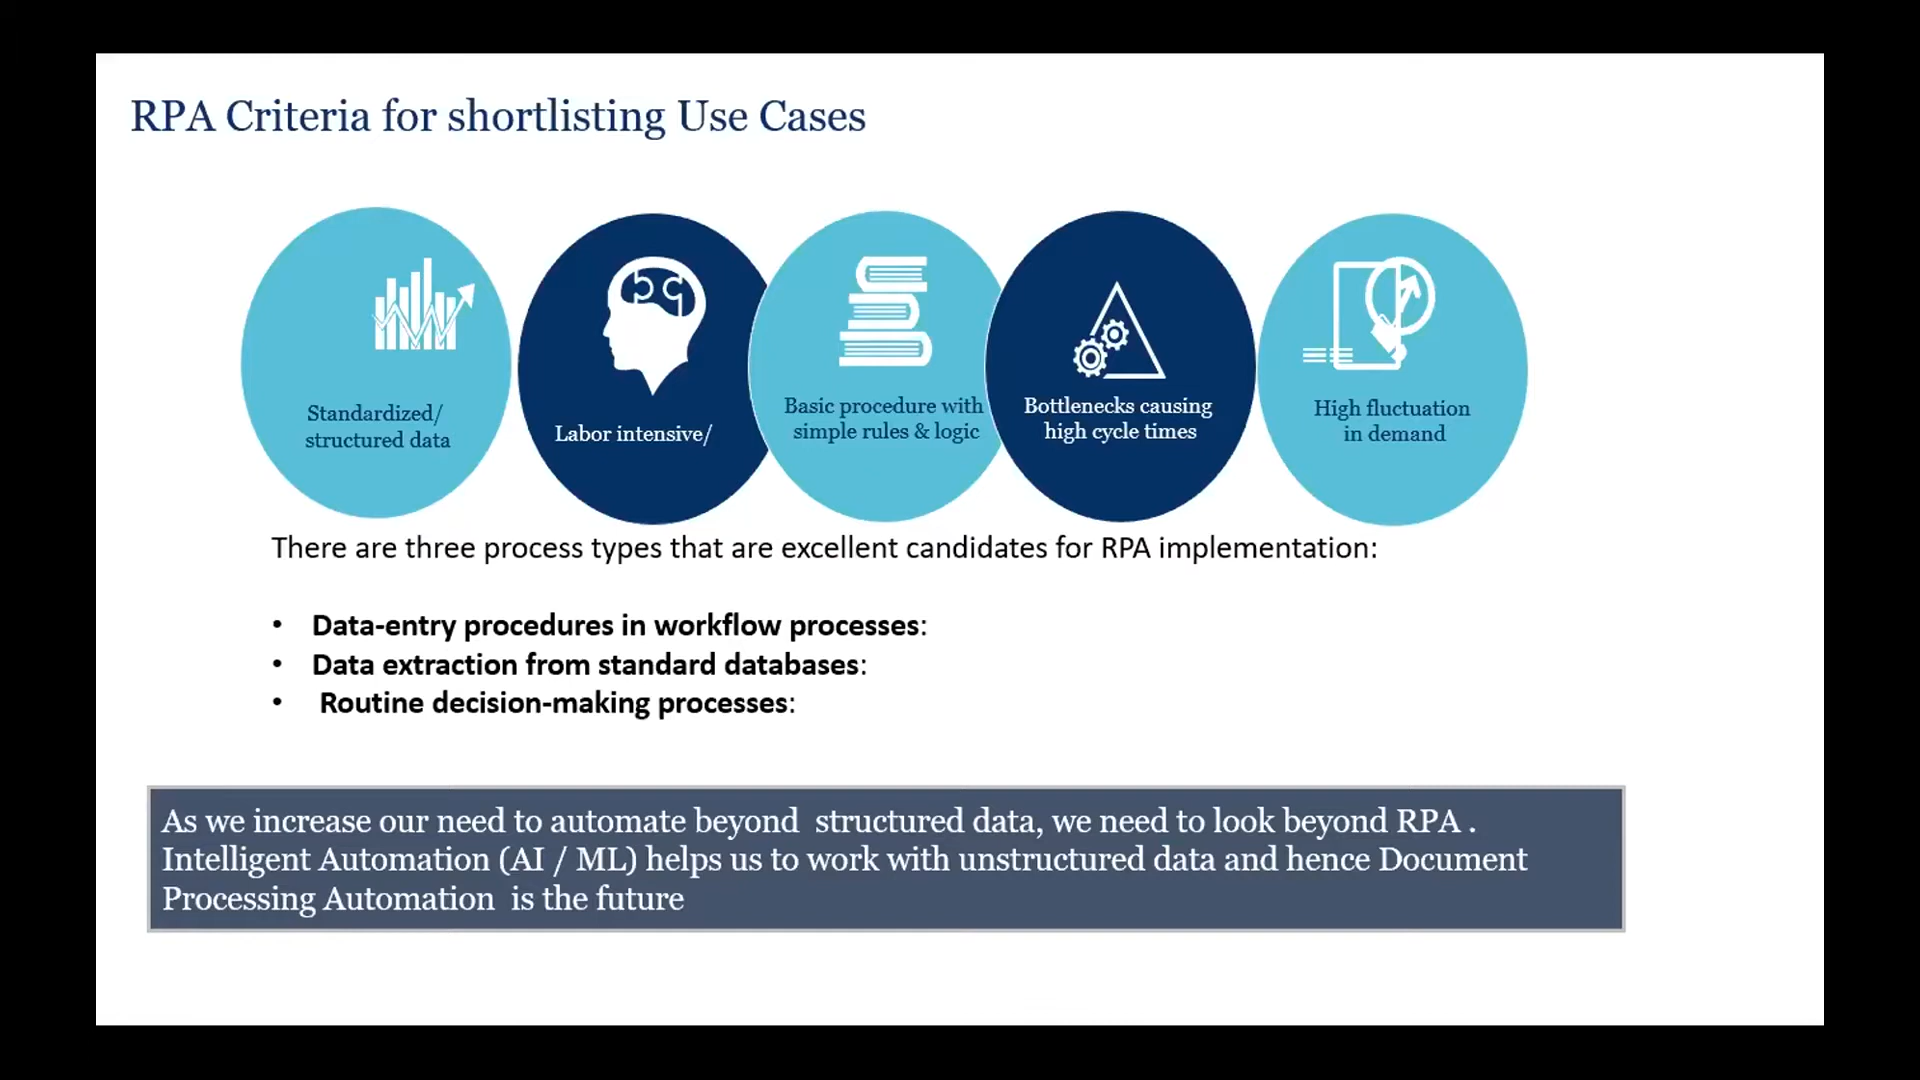 RPA Criteria for shortlisting Use Cases
Standardized/
structured data
Labor intensive/
Basic procedure with
simple rules & logic
Bottlenecks causing
high cycle times
High fluctuation
in demand
There are three process types that are excellent candidates for RPA implementation:
• Data-entry procedures in workflow processes:
• Data extraction from standard databases:
• Routine decision-making processes:
As we increase our need to automate beyond structured data, we need to look beyond RPA .
Intelligent Automation (AI / ML) helps us to work with unstructured data and hence Document
Processing Automation is the future